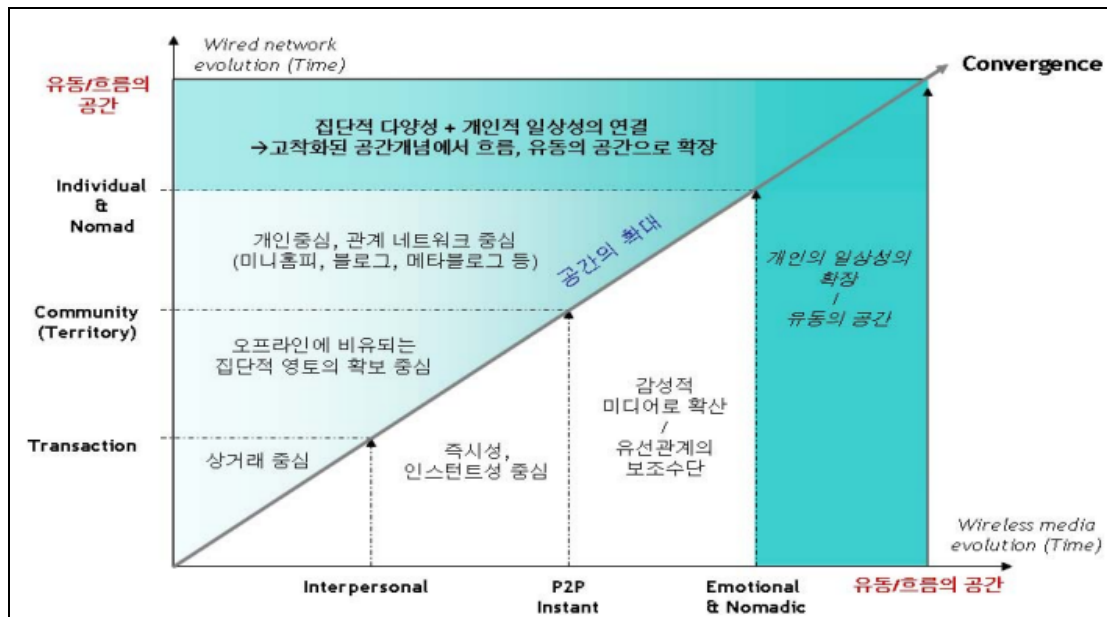 Wired network
evolution (Time)
Convergence
유동/흐름의
공간
집단적 다양성 + 개인적 일상성의 연결
→고착화된 공간개념에서 흐름, 유동의 공간으로 확장
Individual
&
Nomad
개인중심, 관계 네트워크 중심
(미니홈피, 블로그, 메타블로그 등)
공간의 확대
개인의 일상성의
확장
/
유동의 공간
Community
(Territory)
오프라인에 비유되는
집단적 영토의 확보 중심
감성적
미디어로 확산
/
유선관계의
보조수단
Transaction
상거래 중심
즉시성,
인스턴트성 중심
Wireless media
evolution (Time)
Interpersonal
P2P
Instant
Emotional
& Nomadic
유동/흐름의 공간